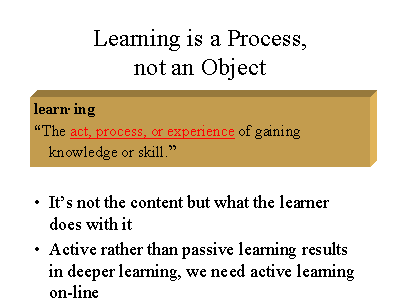 Learning is a Process,
not an Object
learn·ing
“The act, process, or experience of gaining
knowledge or skill.”
• It’s not the content but what the learner
does with it
• Active rather than passive learning results
in deeper learning, we need active learning
on-line